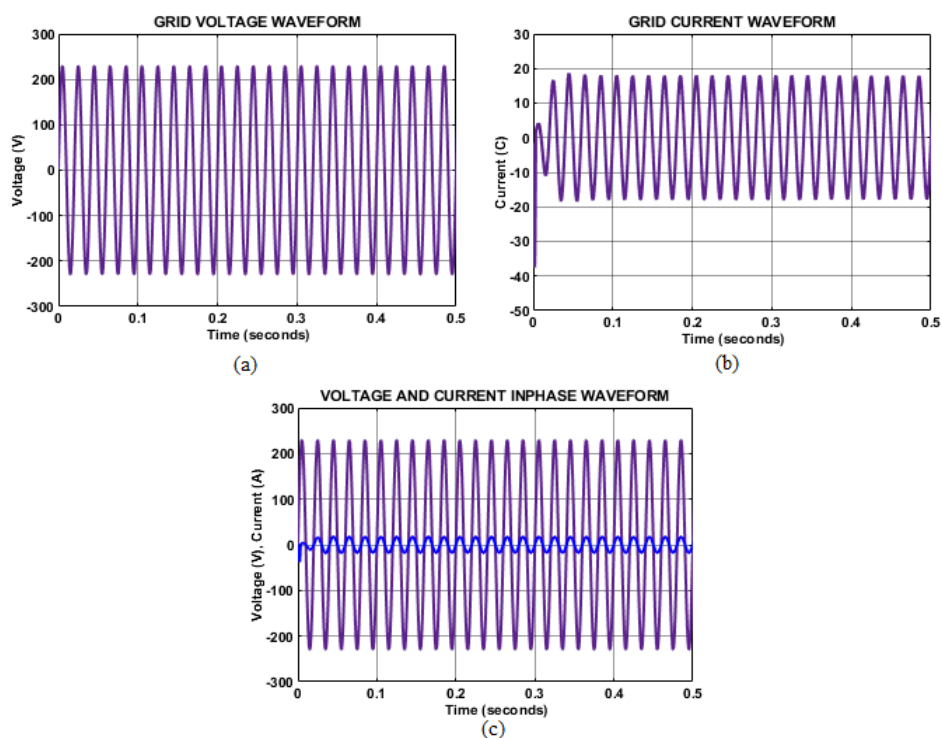 GRID VOLTAGE WAVEFORM
300
200
100
0
-100
-200
-300
Voltage (V)
0 0.1 0.2 0.3 0.4 0.5
Time (seconds)
(a)
GRID CURRENT WAVEFORM
30
20
10
0
-10
-20
-30
-40
-50
Current (C)
0 0.1 0.2 0.3 0.4 0.5
Time (seconds)
(b)
VOLTAGE AND CURRENT INPHASE WAVEFORM
300
200
100
0
-100
-200
-300
Voltage (V), Current (A)
0 0.1 0.2 0.3 0.4 0.5
Time (seconds)
(c)